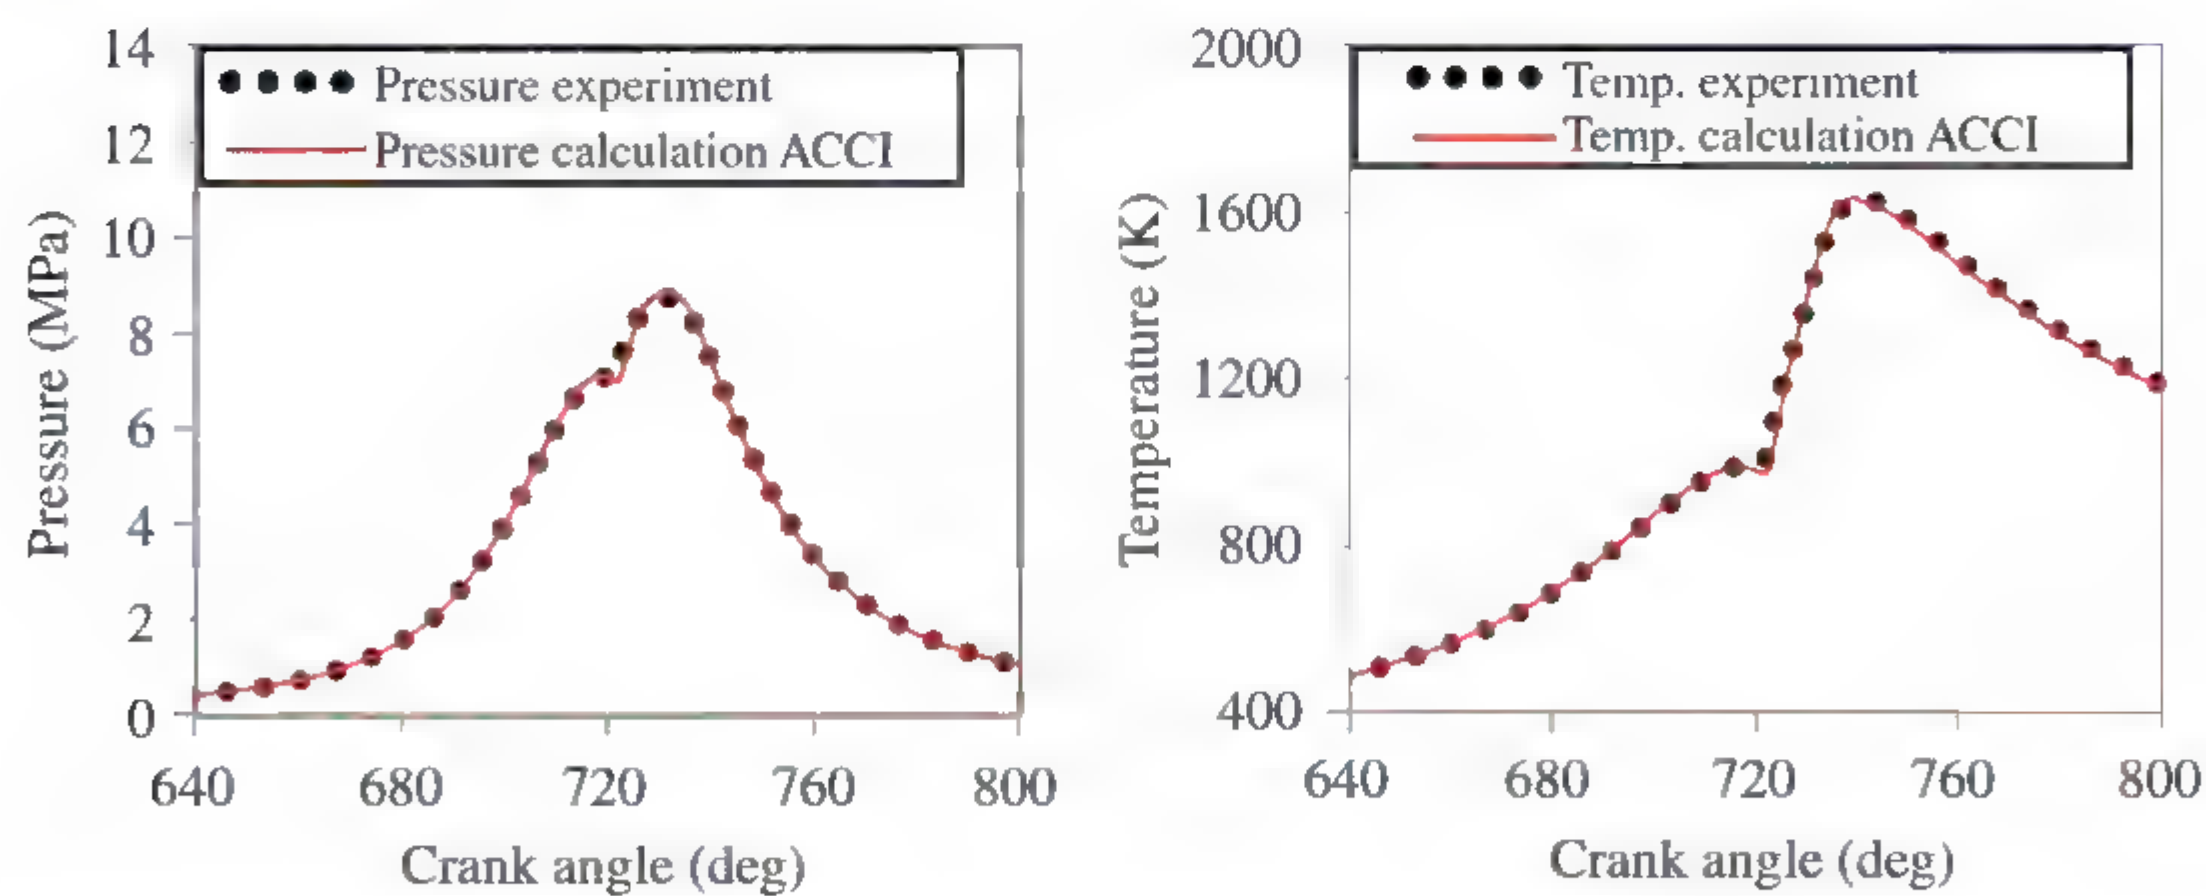 14
12
10
8
6
4
2
0
Pressure (MPa)
Pressure experiment
Pressure calculation ACCI
640 680 720 760 800
Crank angle (deg)
2000
1600
1200
800
400
Temperature (K)
Temp. experiment
Temp. calculation ACCI
640 680 720 760 800
Crank angle (deg)